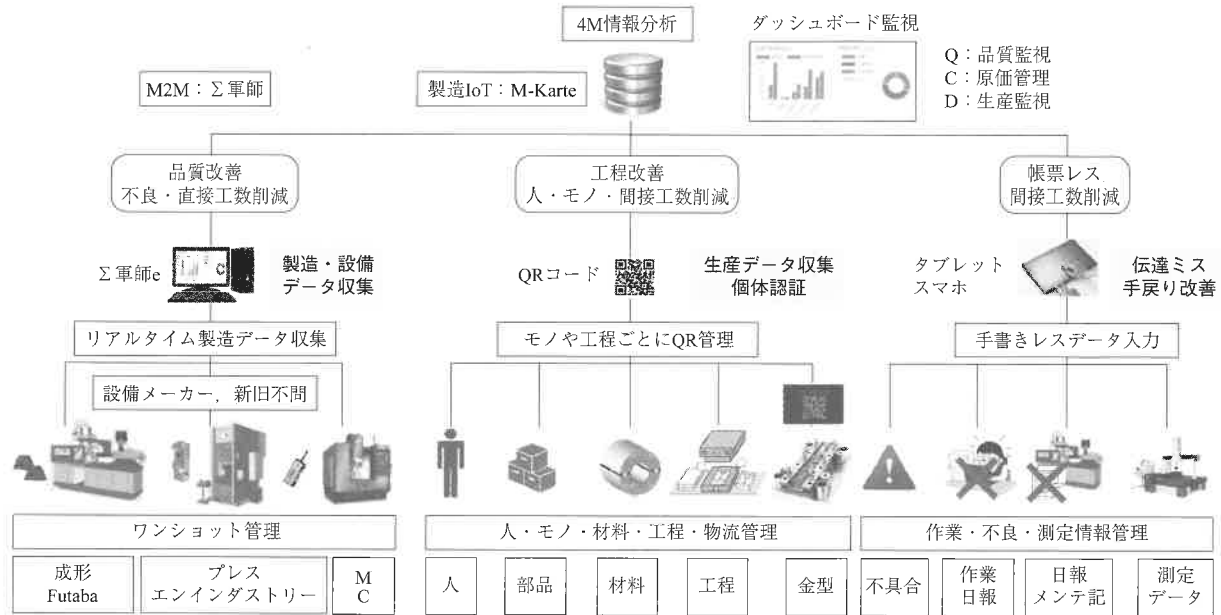 4M情報分析
ダッシュボード監視
Q：品質監視
C：原価管理
D：生産監視
M2M：Σ軍師
製造IoT：M-Karte
品質改善
不良・直接工数削減
工程改善
人・モノ・間接工数削減
帳票レス
間接工数削減
Σ軍師e
製造・設備
データ収集
QRコード
生産データ収集
個体認証
タブレット
スマホ
伝達ミス
手戻り改善
リアルタイム製造データ収集
モノや工程ごとにQR管理
手書きレスデータ入力
設備メーカー，新旧不問
ワンショット管理
人・モノ・材料・工程・物流管理
作業・不良・測定情報管理
成形
Futaba
プレス
エンインダストリー
M
C
人
部品
材料
工程
金型
不具合
作業
日報
日報
メンテ記
測定
データ